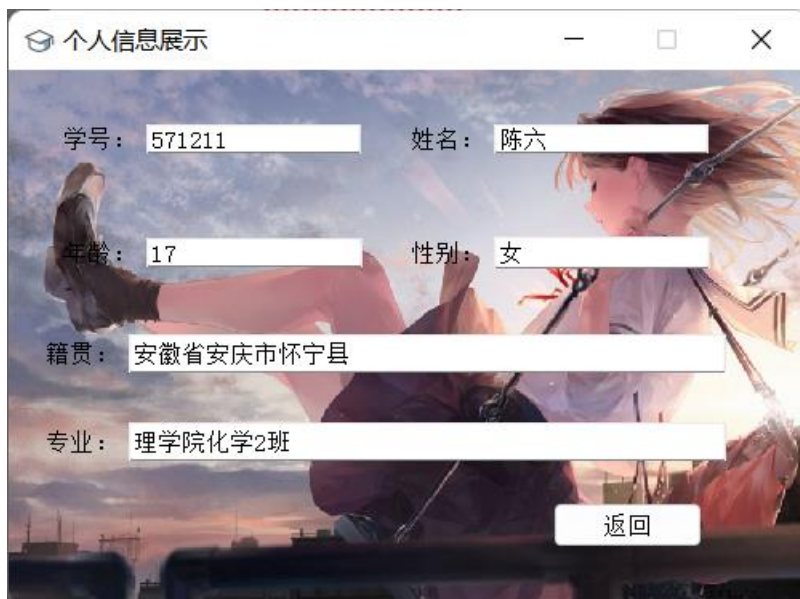 个人信息展示
学号： 571211 姓名： 陈六
年龄： 17 性别： 女
籍贯： 安徽省安庆市怀宁县
专业： 理学院化学2班
返回